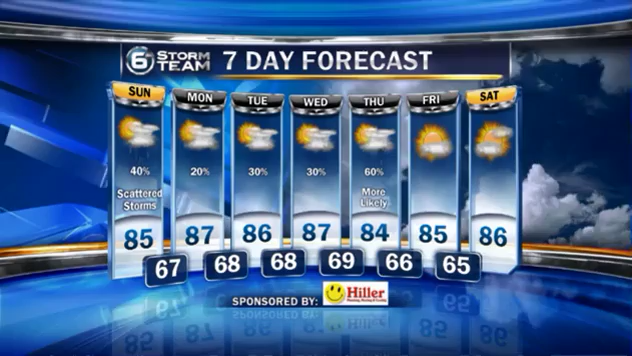 6 STORM TEAM 7 DAY FORECAST
SUN MON TUE WED THU FRI SAT
40% 20% 30% 30% 60%
Scattered Storms
More Likely
85 87 86 87 84 85 86
67 68 68 69 66 65
SPONSORED BY: Hiller